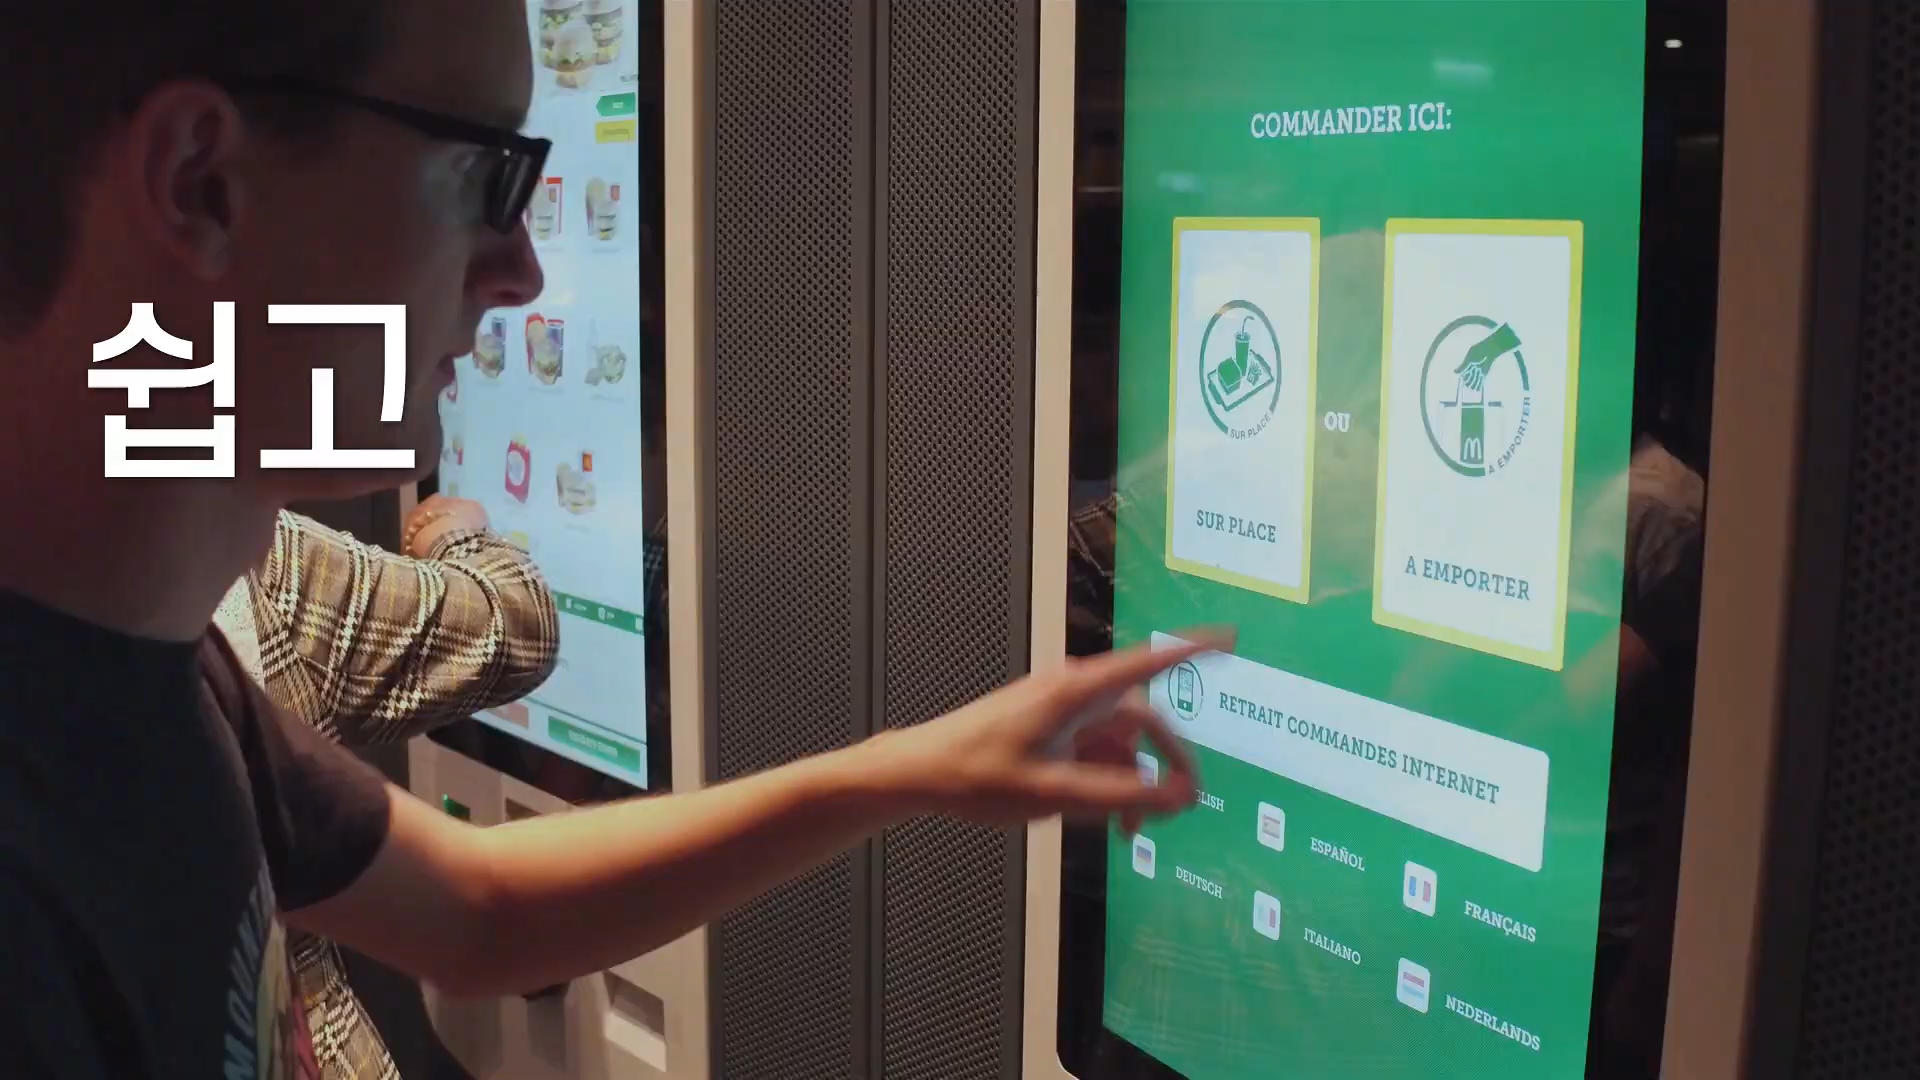 쉽고
COMMANDER ICI:
SUR PLACE
OU
A EMPORTER
SUR PLACE
A EMPORTER
RETRAIT COMMANDES INTERNET
ESPAÑOL
DEUTSCH
FRANÇAIS
ITALIANO
NEDERLANDS